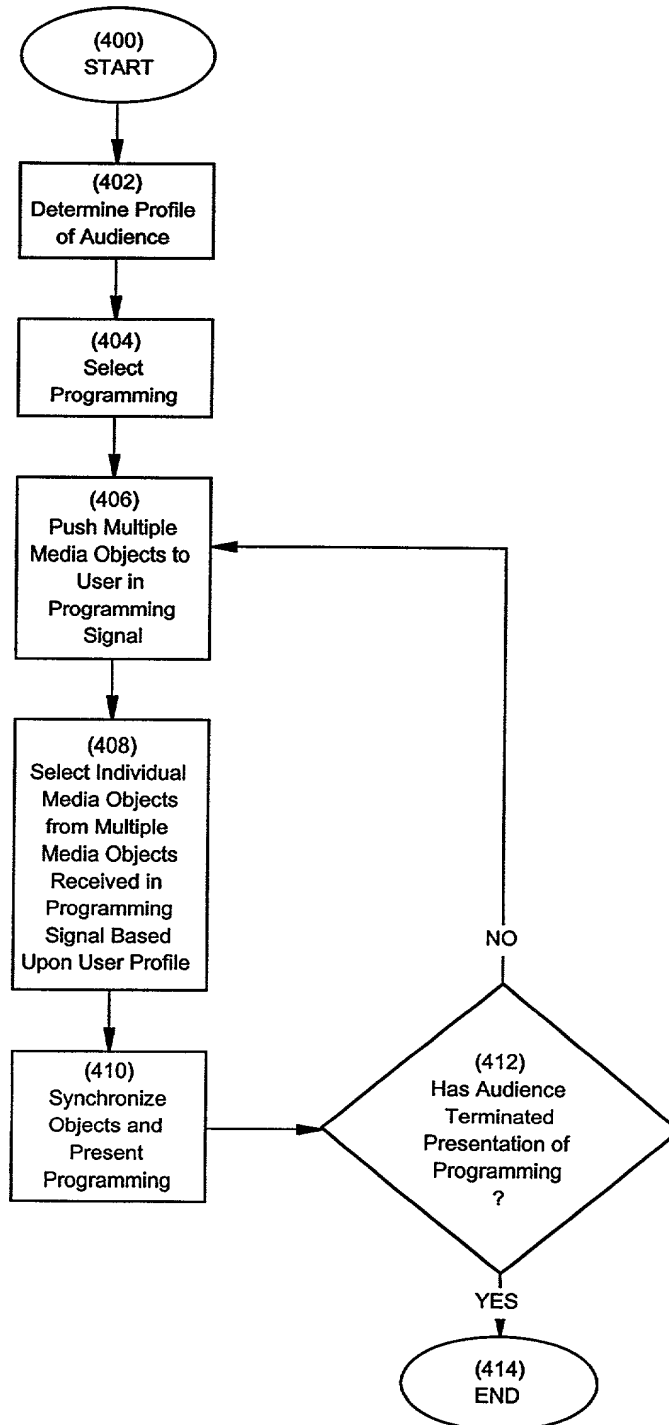 (400)
START
(402)
Determine Profile
of Audience
(404)
Select
Programming
(406)
Push Multiple
Media Objects to
User in
Programming
Signal
(408)
Select Individual
Media Objects
from Multiple
Media Objects
Received in
Programming
Signal Based
Upon User Profile
(410)
Synchronize
Objects and
Present
Programming
(412)
Has Audience
Terminated
Presentation of
Programming
?
NO
YES
(414)
END